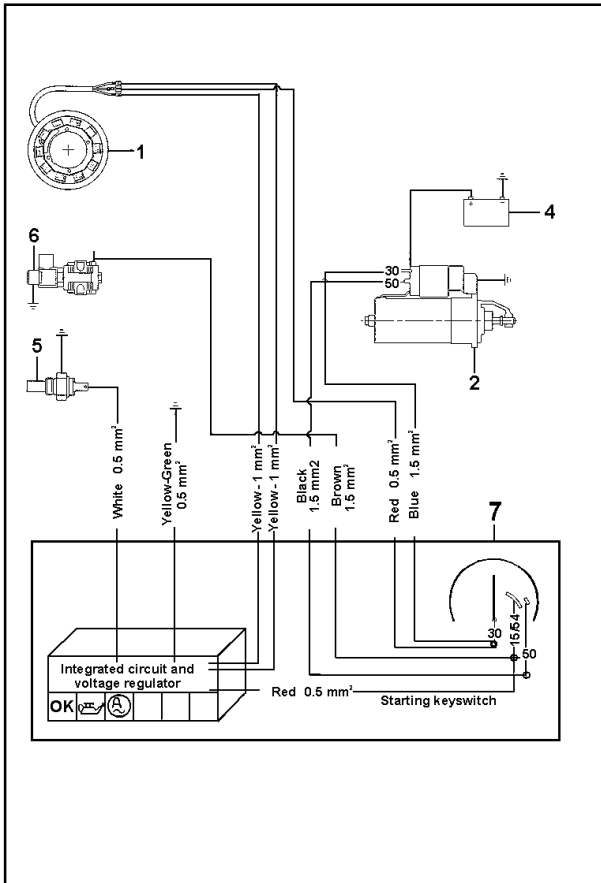 1
4
+
-
6
30
50
2
5
White 0.5 mm²
Yellow-Green
0.5 mm²
Yellow - 1 mm²
Yellow - 1 mm²
Black
1.5 mm2
Brown
1.5 mm²
Red 0.5 mm²
Blue 1.5 mm²
7
30
15/54
50
Integrated circuit and
voltage regulator
Red 0.5 mm²
Starting keyswitch
OK
A